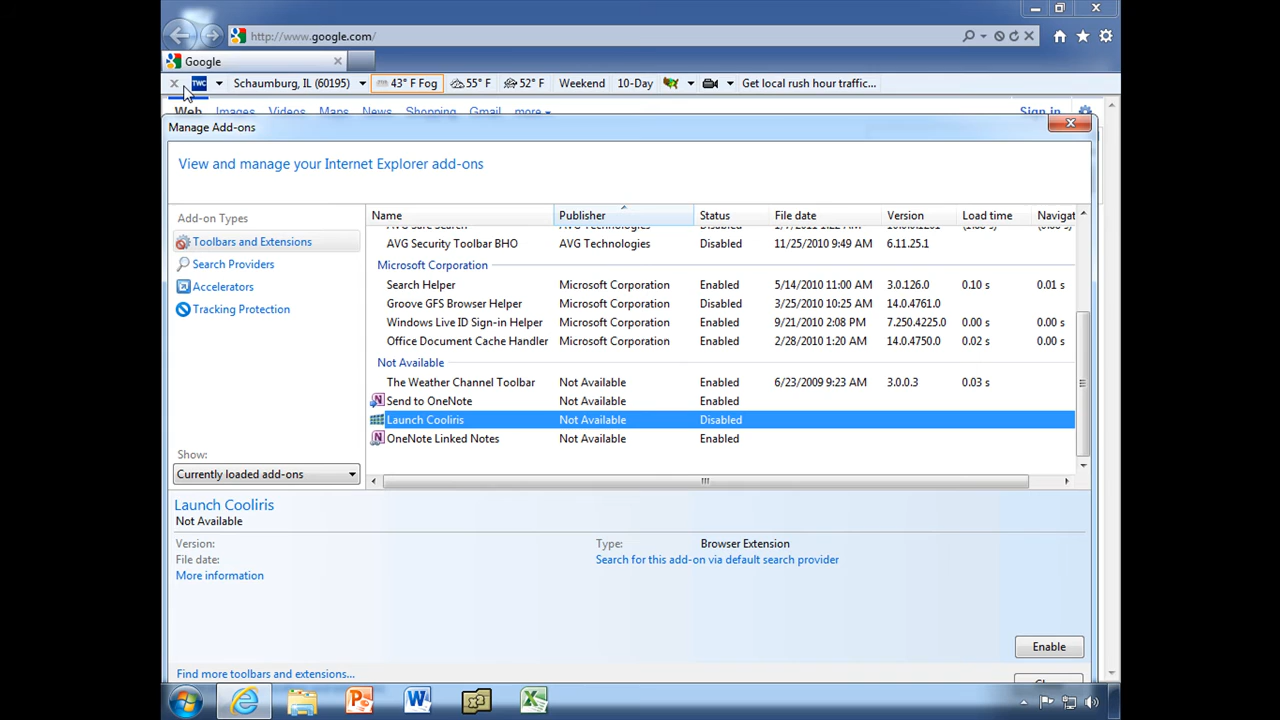 http://www.google.com/
Google
TWC Schaumburg, IL (60195) 43° F Fog 55° F 52° F Weekend 10-Day Get local rush hour traffic...
Web Images Videos Maps News Shopping Gmail more Sign in
Manage Add-ons
View and manage your Internet Explorer add-ons
Add-on Types
Toolbars and Extensions
Search Providers
Accelerators
Tracking Protection
Show:
Currently loaded add-ons
Name Publisher Status File date Version Load time Navigat
AVG Security Toolbar BHO AVG Technologies Disabled 11/25/2010 9:49 AM 6.11.25.1
Microsoft Corporation
Search Helper Microsoft Corporation Enabled 5/14/2010 11:00 AM 3.0.126.0 0.10 s 0.01 s
Groove GFS Browser Helper Microsoft Corporation Disabled 3/25/2010 10:25 AM 14.0.4761.0
Windows Live ID Sign-in Helper Microsoft Corporation Enabled 9/21/2010 2:08 PM 7.250.4225.0 0.00 s 0.00 s
Office Document Cache Handler Microsoft Corporation Enabled 2/28/2010 1:20 AM 14.0.4750.0 0.02 s 0.00 s
Not Available
The Weather Channel Toolbar Not Available Enabled 6/23/2009 9:23 AM 3.0.0.3 0.03 s
Send to OneNote Not Available Enabled
Launch Cooliris Not Available Disabled
OneNote Linked Notes Not Available Enabled
Launch Cooliris
Not Available
Version:
File date:
More information
Type: Browser Extension
Search for this add-on via default search provider
Enable
Find more toolbars and extensions...